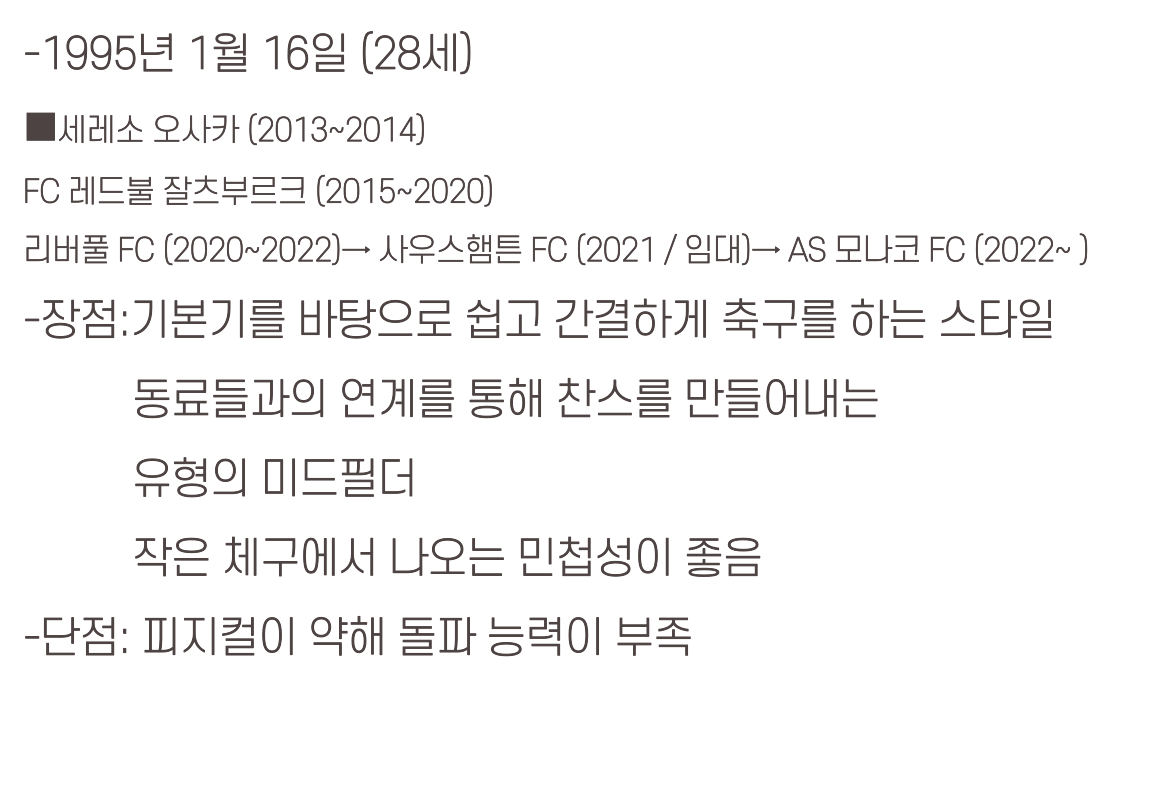 -1995년 1월 16일 (28세)
■세레소 오사카 (2013~2014)
FC 레드불 잘츠부르크 (2015~2020)
리버풀 FC (2020~2022)→ 사우스햄튼 FC (2021 / 임대)→ AS 모나코 FC (2022~ )
-장점:기본기를 바탕으로 쉽고 간결하게 축구를 하는 스타일
동료들과의 연계를 통해 찬스를 만들어내는
유형의 미드필더
작은 체구에서 나오는 민첩성이 좋음
-단점: 피지컬이 약해 돌파 능력이 부족